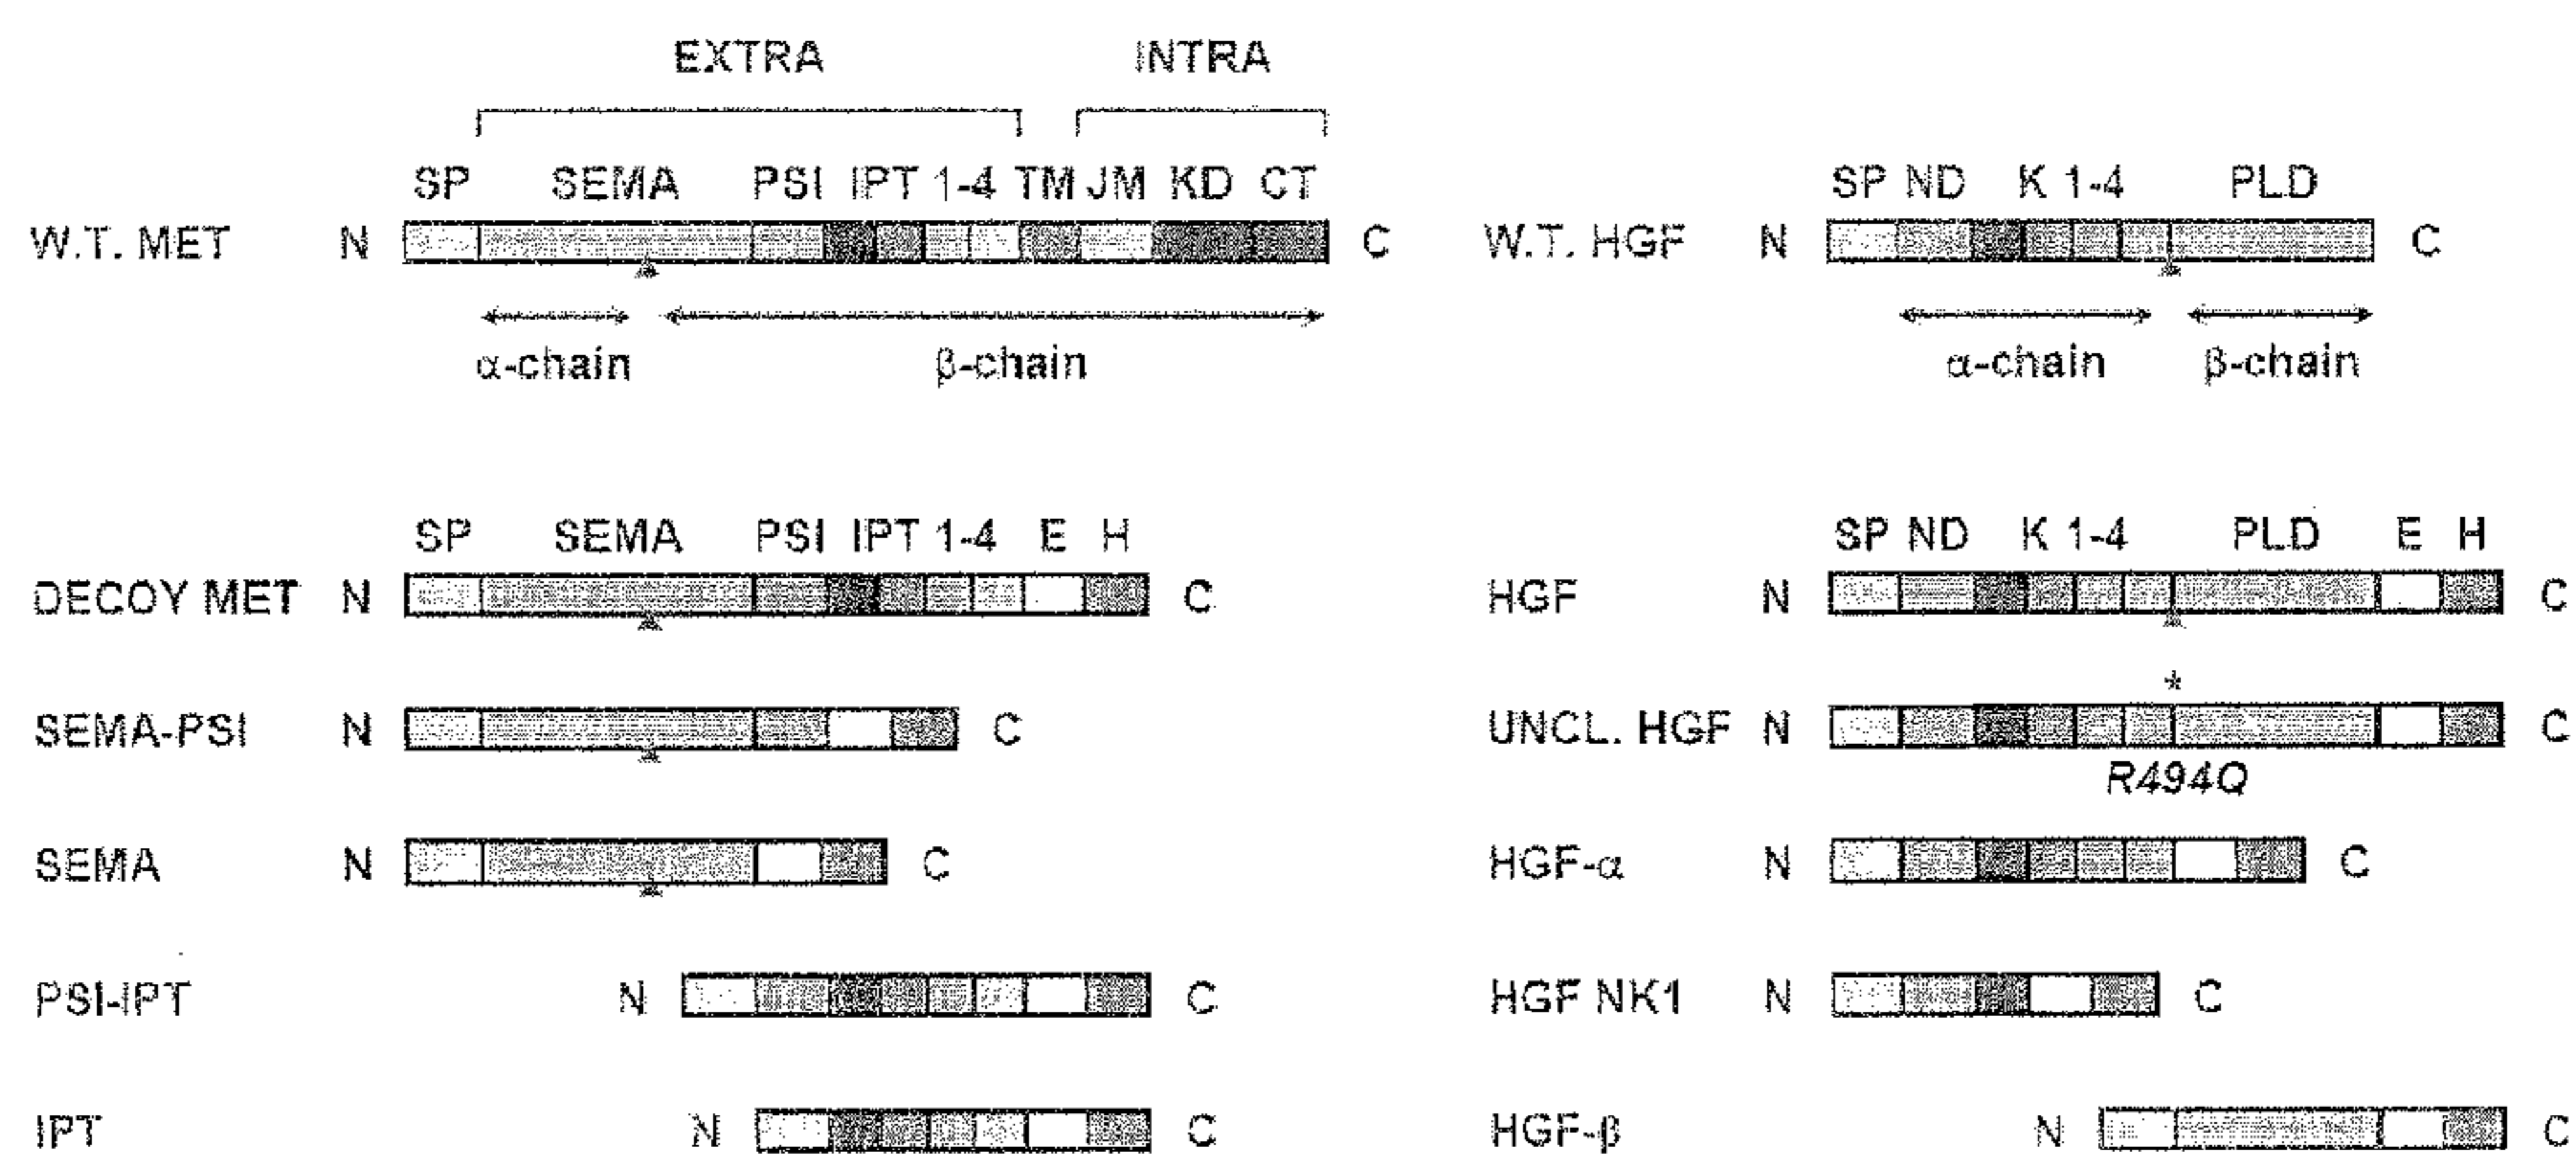 EXTRA INTRA
SP SEMA PSI IPT 1-4 TM JM KD CT
W.T. MET N C
α-chain β-chain
SP ND K 1-4 PLD
W.T. HGF N C
α-chain β-chain
SP SEMA PSI IPT 1-4 E H
DECOY MET N C
SEMA-PSI N C
SEMA N C
PSI-IPT N C
IPT N C
SP ND K 1-4 PLD E H
HGF N C
*
UNCL. HGF N C
R494Q
HGF-α N C
HGF NK1 N C
HGF-β N C